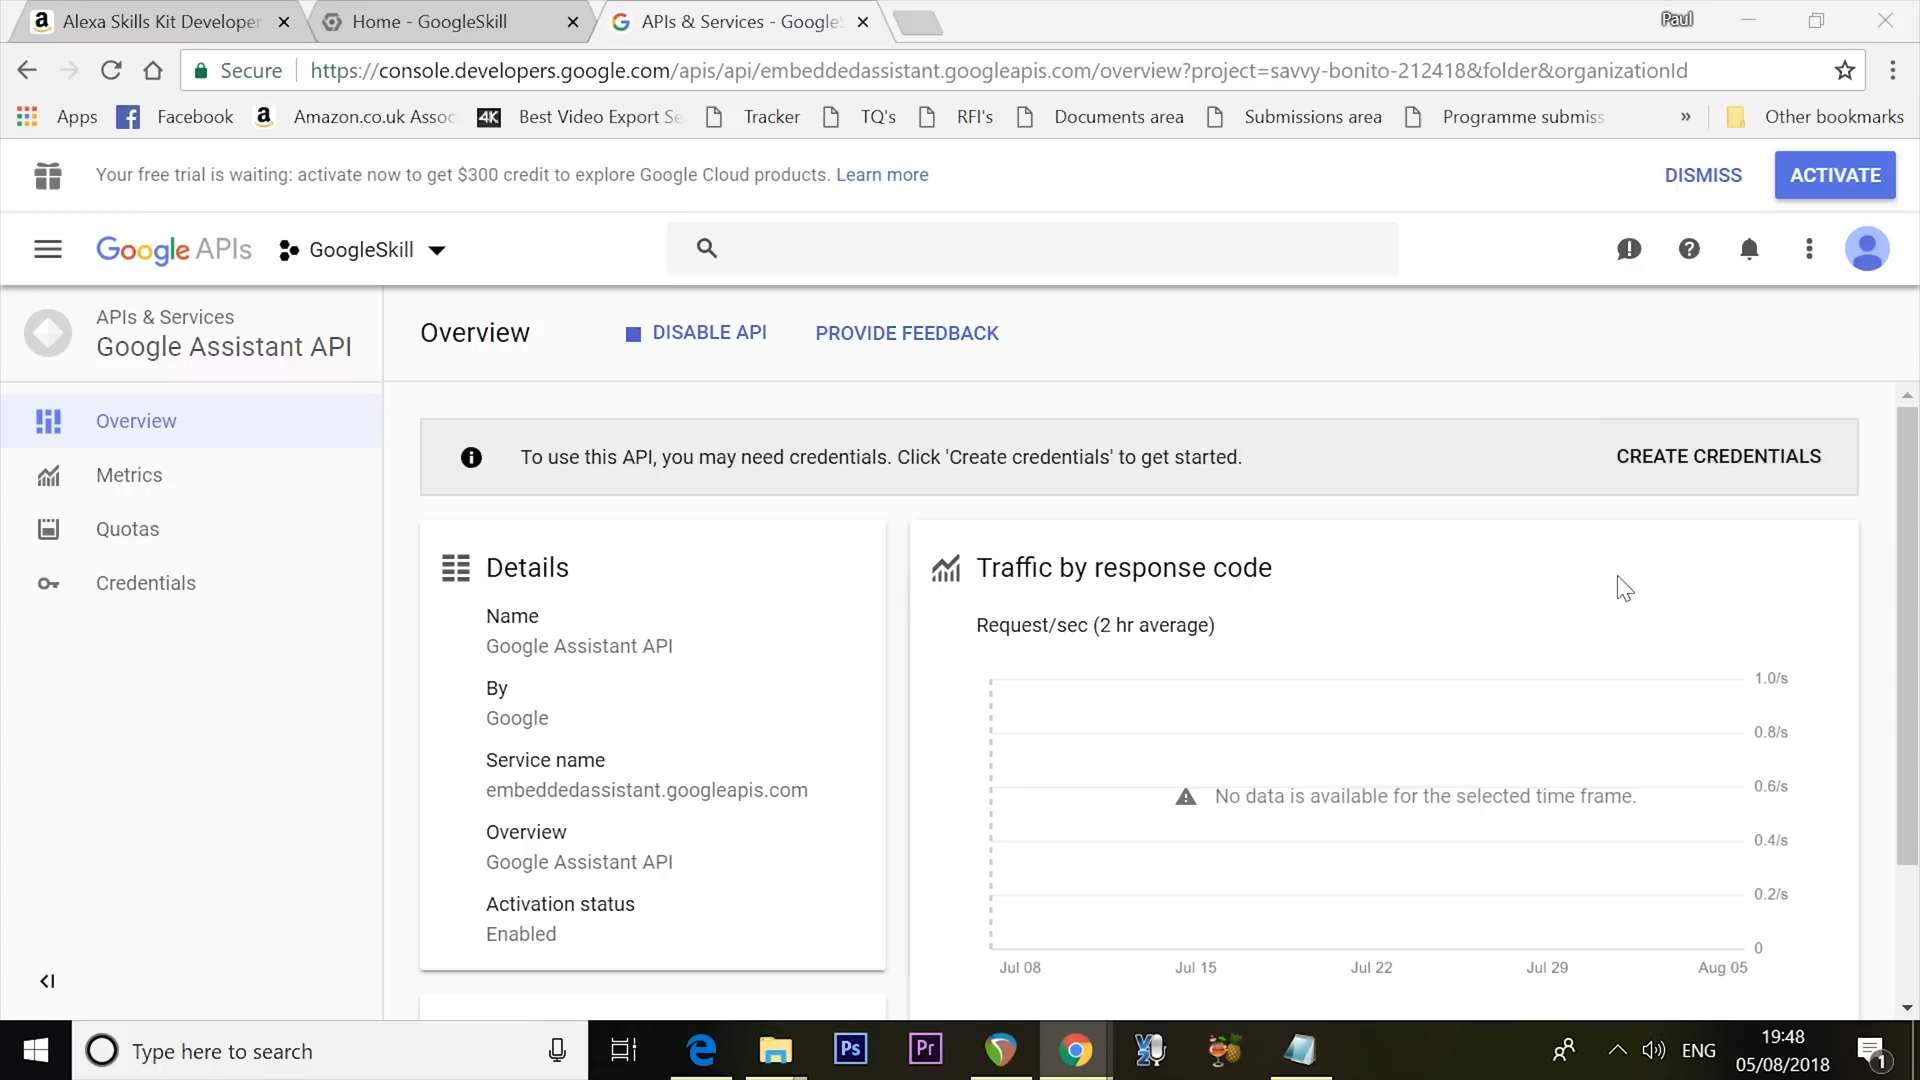 Alexa Skills Kit Developer
Home - GoogleSkill
APIs & Services - GoogleS
Paul
Secure
https://console.developers.google.com/apis/api/embeddedassistant.googleapis.com/overview?project=savvy-bonito-212418&folder&organizationId
Apps
Facebook
Amazon.co.uk Assoc
4K
Best Video Export Se
Tracker
TQ's
RFI's
Documents area
Submissions area
Programme submiss
»
Other bookmarks
Your free trial is waiting: activate now to get $300 credit to explore Google Cloud products. Learn more
DISMISS
ACTIVATE
Google APIs
GoogleSkill
APIs & Services
Google Assistant API
Overview
DISABLE API
PROVIDE FEEDBACK
Overview
Metrics
Quotas
Credentials
To use this API, you may need credentials. Click 'Create credentials' to get started.
CREATE CREDENTIALS
Details
Name
Google Assistant API
By
Google
Service name
embeddedassistant.googleapis.com
Overview
Google Assistant API
Activation status
Enabled
Traffic by response code
Request/sec (2 hr average)
1.0/s
0.8/s
No data is available for the selected time frame.
0.6/s
0.4/s
0.2/s
0
Jul 08
Jul 15
Jul 22
Jul 29
Aug 05
Type here to search
Ps
Pr
ENG
19:48
05/08/2018
1